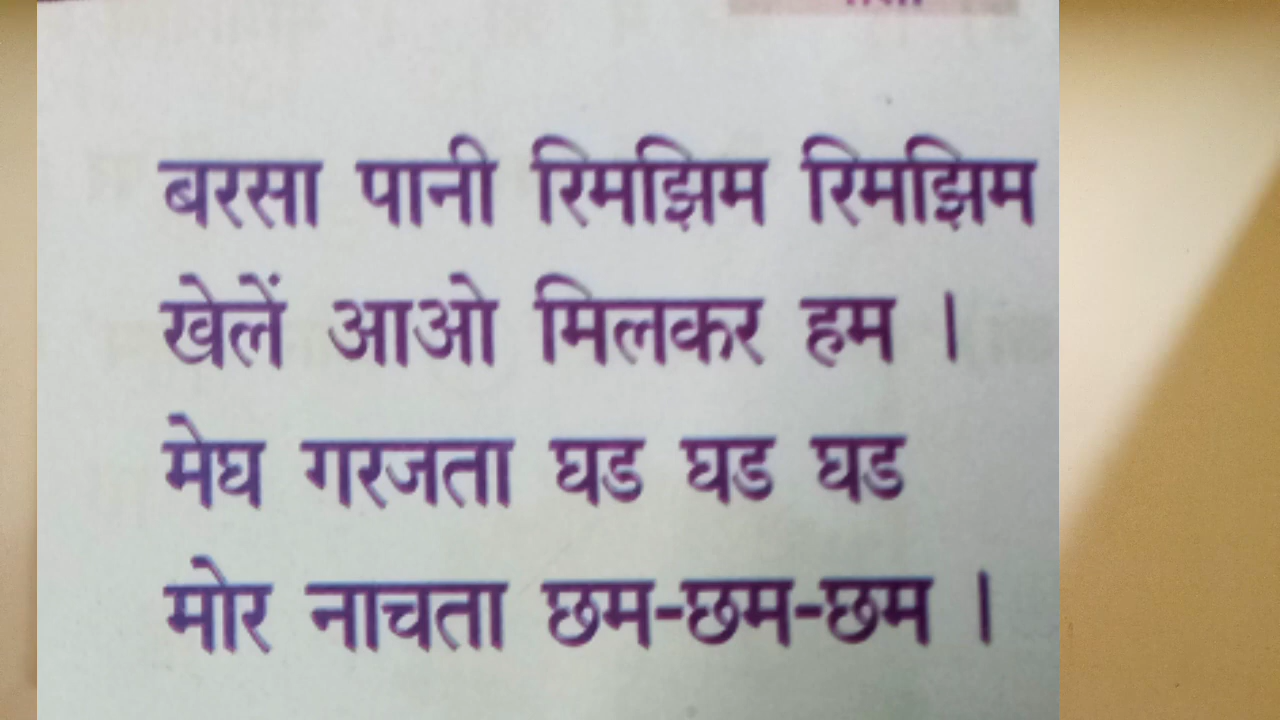 बरसा पानी रिमझिम रिमझिम
खेलें आओ मिलकर हम ।
मेघ गरजता घड घड घड
मोर नाचता छम-छम-छम ।